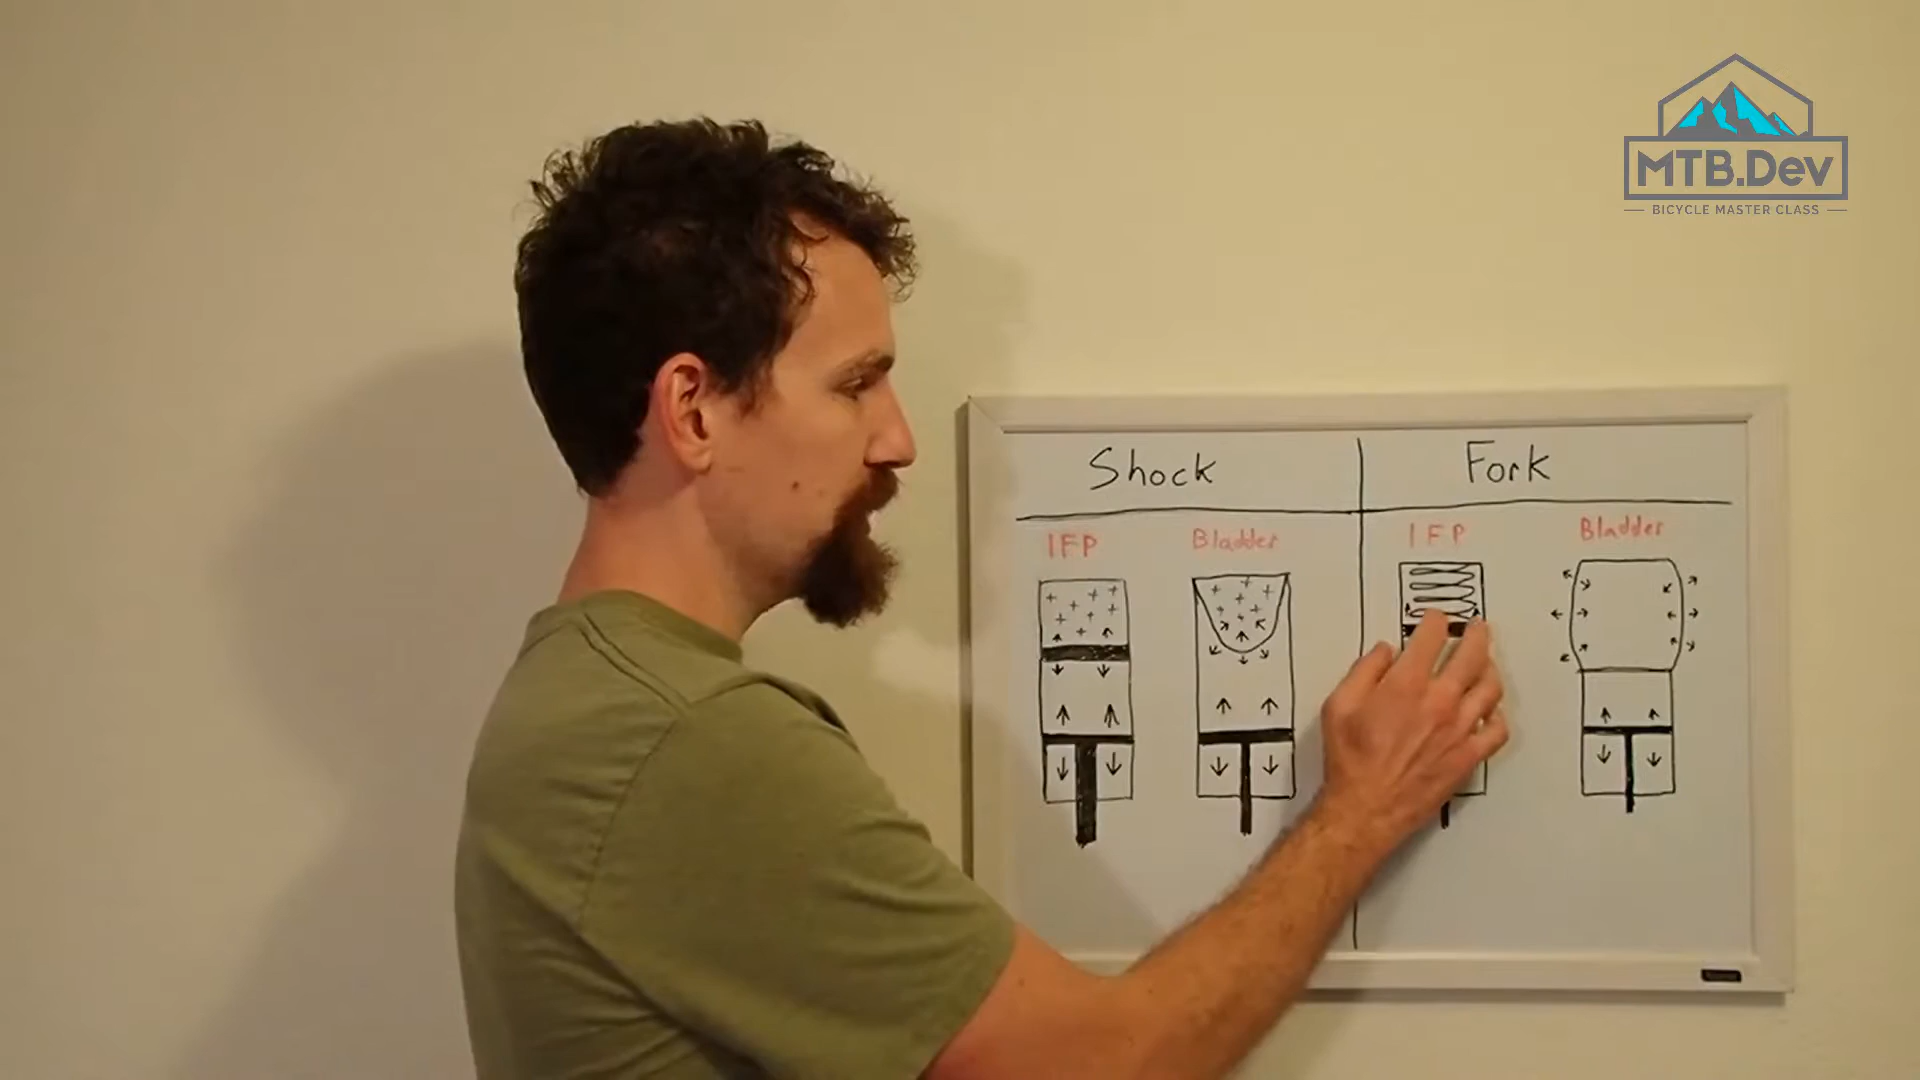 MTB.Dev
BICYCLE MASTER CLASS
Shock
Fork
IFP
Bladder
IFP
Bladder